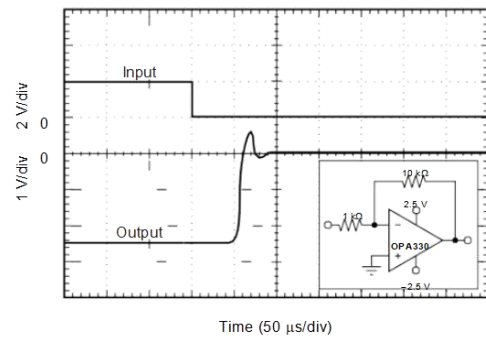 Input
2 V/div
0
0
1 V/div
Output
10 kΩ
1 kΩ
2.5 V
−
OPA330
+
−2.5 V
Time (50 μs/div)